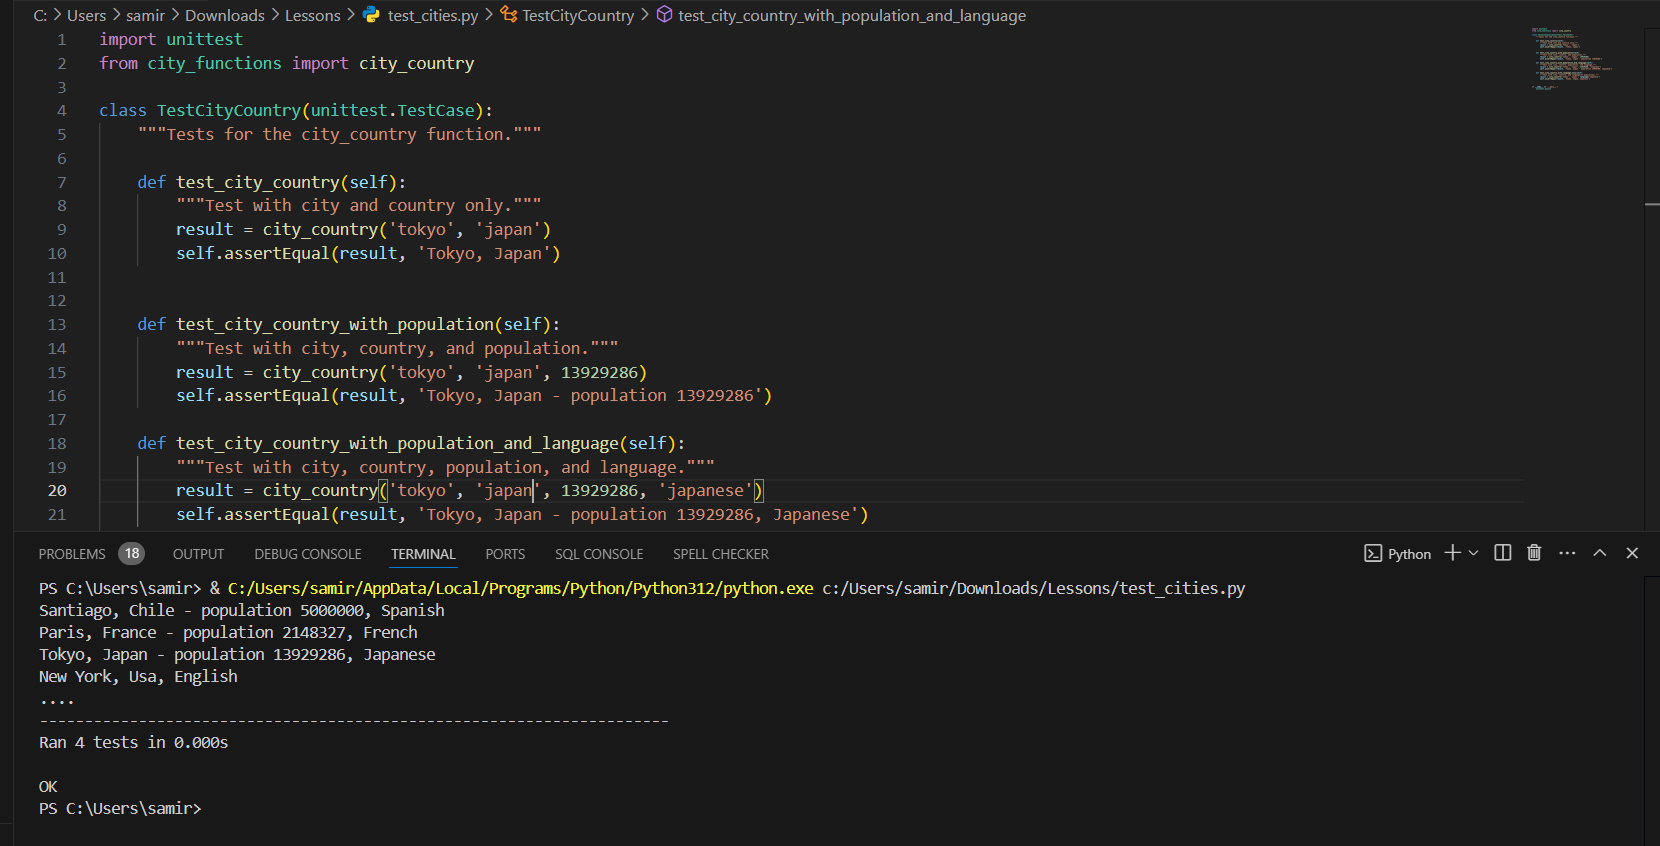 C: > Users > samir > Downloads > Lessons > test_cities.py > TestCityCountry > test_city_country_with_population_and_language
1 import unittest
2 from city_functions import city_country
3
4 class TestCityCountry(unittest.TestCase):
5     """Tests for the city_country function."""
6
7     def test_city_country(self):
8         """Test with city and country only."""
9         result = city_country('tokyo', 'japan')
10         self.assertEqual(result, 'Tokyo, Japan')
11
12
13     def test_city_country_with_population(self):
14         """Test with city, country, and population."""
15         result = city_country('tokyo', 'japan', 13929286)
16         self.assertEqual(result, 'Tokyo, Japan - population 13929286')
17
18     def test_city_country_with_population_and_language(self):
19         """Test with city, country, population, and language."""
20         result = city_country('tokyo', 'japan', 13929286, 'japanese')
21         self.assertEqual(result, 'Tokyo, Japan - population 13929286, Japanese')
PROBLEMS 18 OUTPUT DEBUG CONSOLE TERMINAL PORTS SQL CONSOLE SPELL CHECKER Python
PS C:\Users\samir> & C:/Users/samir/AppData/Local/Programs/Python/Python312/python.exe c:/Users/samir/Downloads/Lessons/test_cities.py
Santiago, Chile - population 5000000, Spanish
Paris, France - population 2148327, French
Tokyo, Japan - population 13929286, Japanese
New York, Usa, English
....
----------------------------------------------------------------------
Ran 4 tests in 0.000s

OK
PS C:\Users\samir>